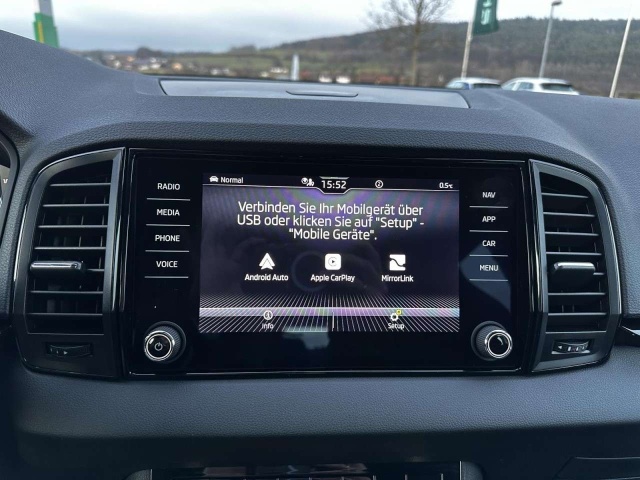 RADIO
MEDIA
PHONE
VOICE
Normal
15:52
0.5°C
Verbinden Sie Ihr Mobilgerät über
USB oder klicken Sie auf "Setup" -
"Mobile Geräte".
Android Auto
Apple CarPlay
MirrorLink
Info
Setup
NAV
APP
CAR
MENU